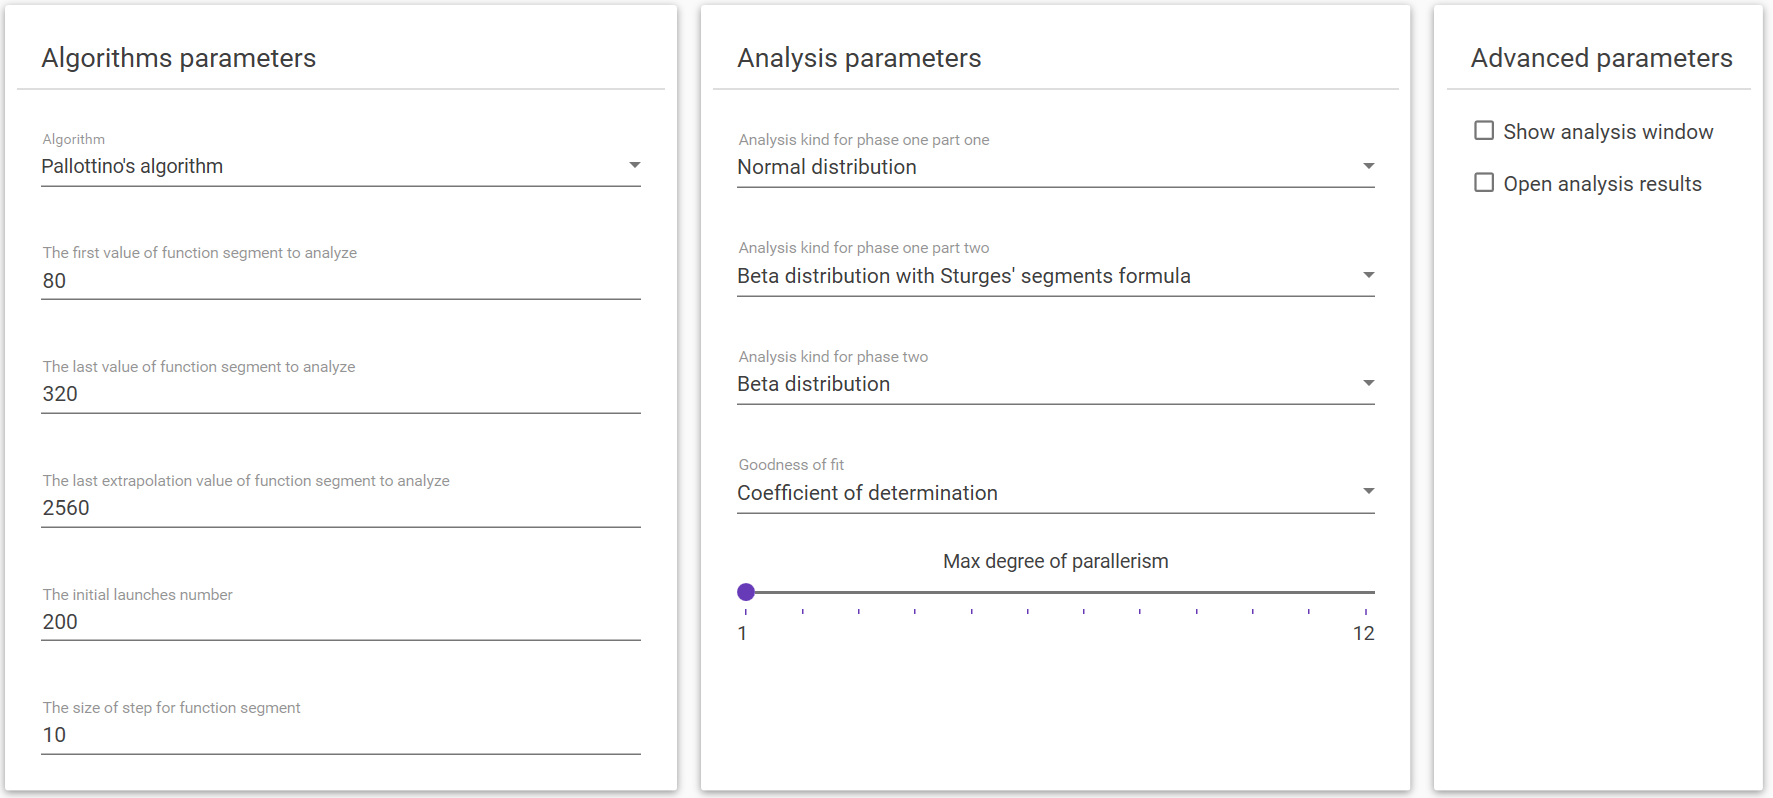 Algorithms parameters
Algorithm
Pallottino's algorithm
The first value of function segment to analyze
80
The last value of function segment to analyze
320
The last extrapolation value of function segment to analyze
2560
The initial launches number
200
The size of step for function segment
10
Analysis parameters
Analysis kind for phase one part one
Normal distribution
Analysis kind for phase one part two
Beta distribution with Sturges' segments formula
Analysis kind for phase two
Beta distribution
Goodness of fit
Coefficient of determination
Max degree of parallerism
1 12
Advanced parameters
Show analysis window
Open analysis results